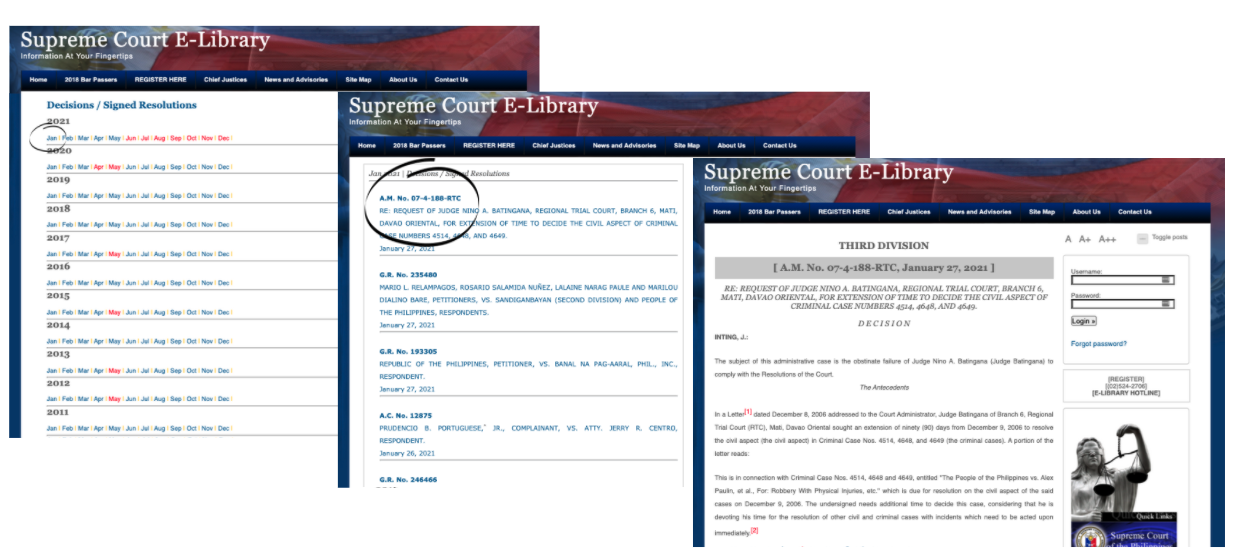 Supreme Court E-Library
Information At Your Fingertips
Home 2018 Bar Passers REGISTER HERE Chief Justices News and Advisories Site Map About Us Contact Us
Decisions / Signed Resolutions
2021
Jan | Feb | Mar | Apr | May | Jun | Jul | Aug | Sep | Oct | Nov | Dec |
2020
Jan | Feb | Mar | Apr | May | Jun | Jul | Aug | Sep | Oct | Nov | Dec |
2019
Jan | Feb | Mar | Apr | May | Jun | Jul | Aug | Sep | Oct | Nov | Dec |
2018
Jan | Feb | Mar | Apr | May | Jun | Jul | Aug | Sep | Oct | Nov | Dec |
2017
Jan | Feb | Mar | Apr | May | Jun | Jul | Aug | Sep | Oct | Nov | Dec |
2016
Jan | Feb | Mar | Apr | May | Jun | Jul | Aug | Sep | Oct | Nov | Dec |
2015
Jan | Feb | Mar | Apr | May | Jun | Jul | Aug | Sep | Oct | Nov | Dec |
2014
Jan | Feb | Mar | Apr | May | Jun | Jul | Aug | Sep | Oct | Nov | Dec |
2013
Jan | Feb | Mar | Apr | May | Jun | Jul | Aug | Sep | Oct | Nov | Dec |
2012
Jan | Feb | Mar | Apr | May | Jun | Jul | Aug | Sep | Oct | Nov | Dec |
2011
Jan | Feb | Mar | Apr | May | Jun | Jul | Aug | Sep | Oct | Nov | Dec |
Supreme Court E-Library
Information At Your Fingertips
Home 2018 Bar Passers REGISTER HERE Chief Justices News and Advisories Site Map About Us Contact Us
Jan 2021 | Decisions / Signed Resolutions
A.M. No. 07-4-188-RTC
RE: REQUEST OF JUDGE NINO A. BATINGANA, REGIONAL TRIAL COURT, BRANCH 6, MATI,
DAVAO ORIENTAL, FOR EXTENSION OF TIME TO DECIDE THE CIVIL ASPECT OF CRIMINAL
CASE NUMBERS 4514, 4648, AND 4649.
January 27, 2021
G.R. No. 235480
MARIO L. RELAMPAGOS, ROSARIO SALAMIDA NUÑEZ, LALAINE NARAG PAULE AND MARILOU
DIALINO BARE, PETITIONERS, VS. SANDIGANBAYAN (SECOND DIVISION) AND PEOPLE OF
THE PHILIPPINES, RESPONDENTS.
January 27, 2021
G.R. No. 193305
REPUBLIC OF THE PHILIPPINES, PETITIONER, VS. BANAL NA PAG-AARAL, PHIL., INC.,
RESPONDENT.
January 27, 2021
A.C. No. 12875
PRUDENCIO B. PORTUGUESE,* JR., COMPLAINANT, VS. ATTY. JERRY R. CENTRO,
RESPONDENT.
January 26, 2021
G.R. No. 246466
Supreme Court E-Library
Information At Your Fingertips
Home 2018 Bar Passers REGISTER HERE Chief Justices News and Advisories Site Map About Us Contact Us
THIRD DIVISION
[ A.M. No. 07-4-188-RTC, January 27, 2021 ]
RE: REQUEST OF JUDGE NINO A. BATINGANA, REGIONAL TRIAL COURT, BRANCH 6,
MATI, DAVAO ORIENTAL, FOR EXTENSION OF TIME TO DECIDE THE CIVIL ASPECT OF
CRIMINAL CASE NUMBERS 4514, 4648, AND 4649.
D E C I S I O N
INTING, J.:
The subject of this administrative case is the obstinate failure of Judge Nino A. Batingana (Judge Batingana) to
comply with the Resolutions of the Court.
The Antecedents
In a Letter[1] dated December 8, 2006 addressed to the Court Administrator, Judge Batingana of Branch 6, Regional
Trial Court (RTC), Mati, Davao Oriental sought an extension of ninety (90) days from December 9, 2006 to resolve
the civil aspect (the civil aspect) in Criminal Case Nos. 4514, 4648, and 4649 (the criminal cases). A portion of the
letter reads:
This is in connection with Criminal Case Nos. 4514, 4648 and 4649, entitled "The People of the Philippines vs. Alex
Paulin, et al., For: Robbery With Physical Injuries, etc." which is due for resolution on the civil aspect of the said
cases on December 9, 2006. The undersigned needs additional time to decide this case, considering that he is
devoting his time for the resolution of other civil and criminal cases with incidents which need to be acted upon
immediately.[2]
A A+ A++ Toggle posts
Username:
Password:
Login »
Forgot password?
[REGISTER]
[(02)524-2706]
[E-LIBRARY HOTLINE]
Quick Links
Supreme Court
of the Philippines